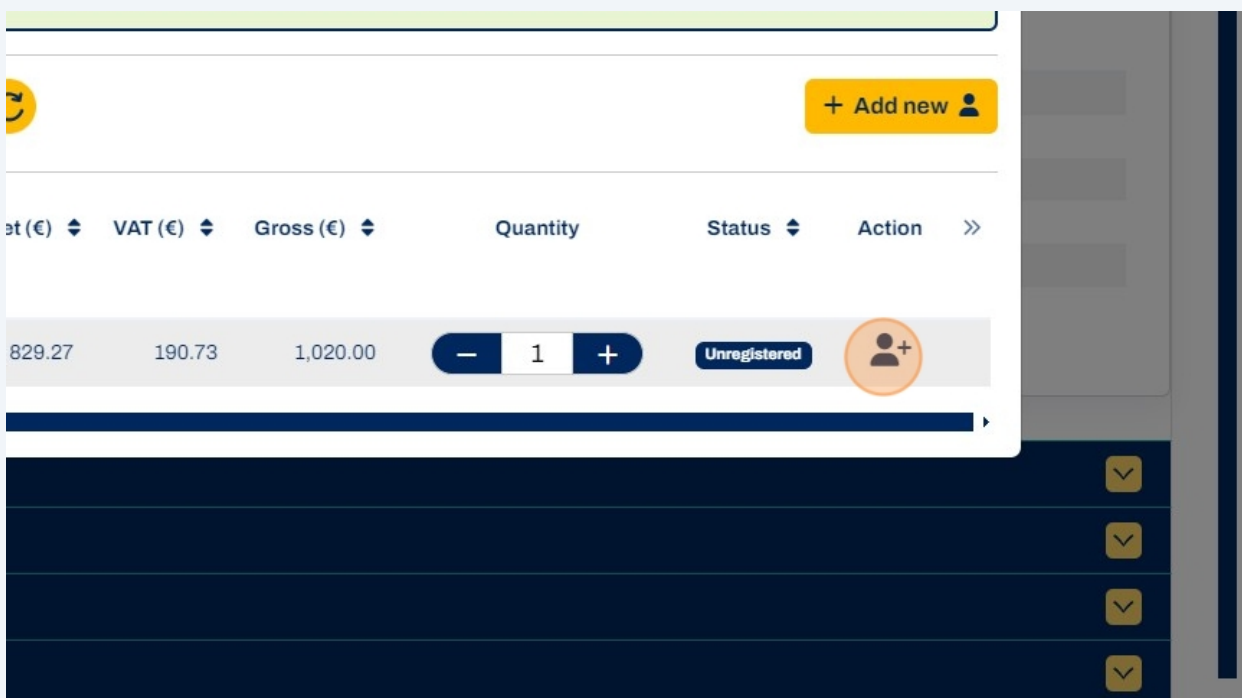 + Add new
et (€) VAT (€) Gross (€) Quantity Status Action »
829.27 190.73 1,020.00 − 1 + Unregistered